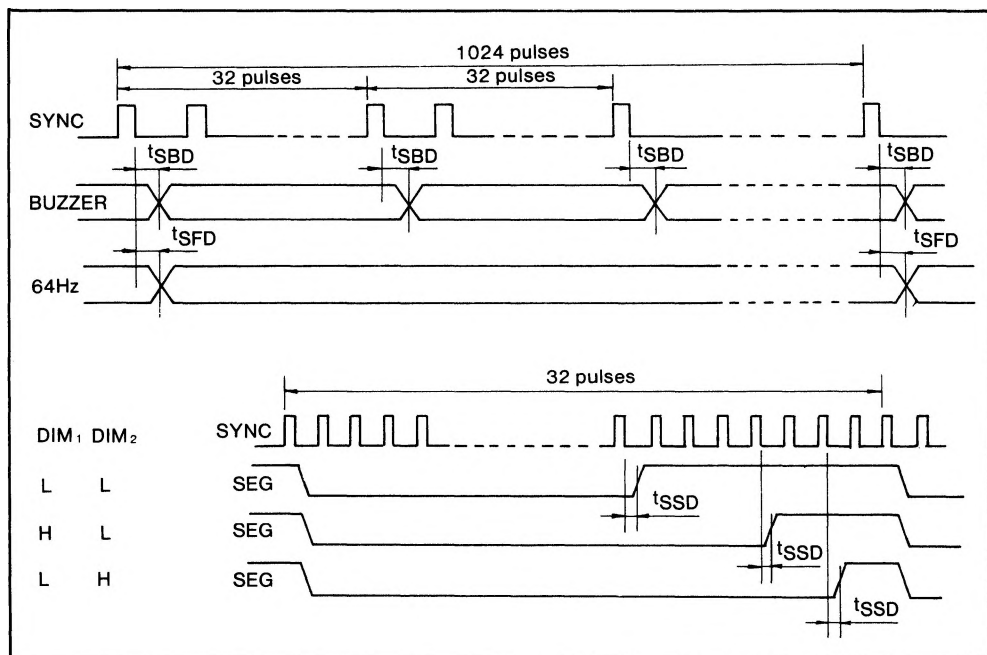 1024 pulses
32 pulses 32 pulses
SYNC
tSBD tSBD tSBD tSBD
BUZZER
tSFD tSFD
64Hz
32 pulses
DIM1 DIM2 SYNC
L L SEG
tSSD
H L SEG
tSSD
L H SEG
tSSD